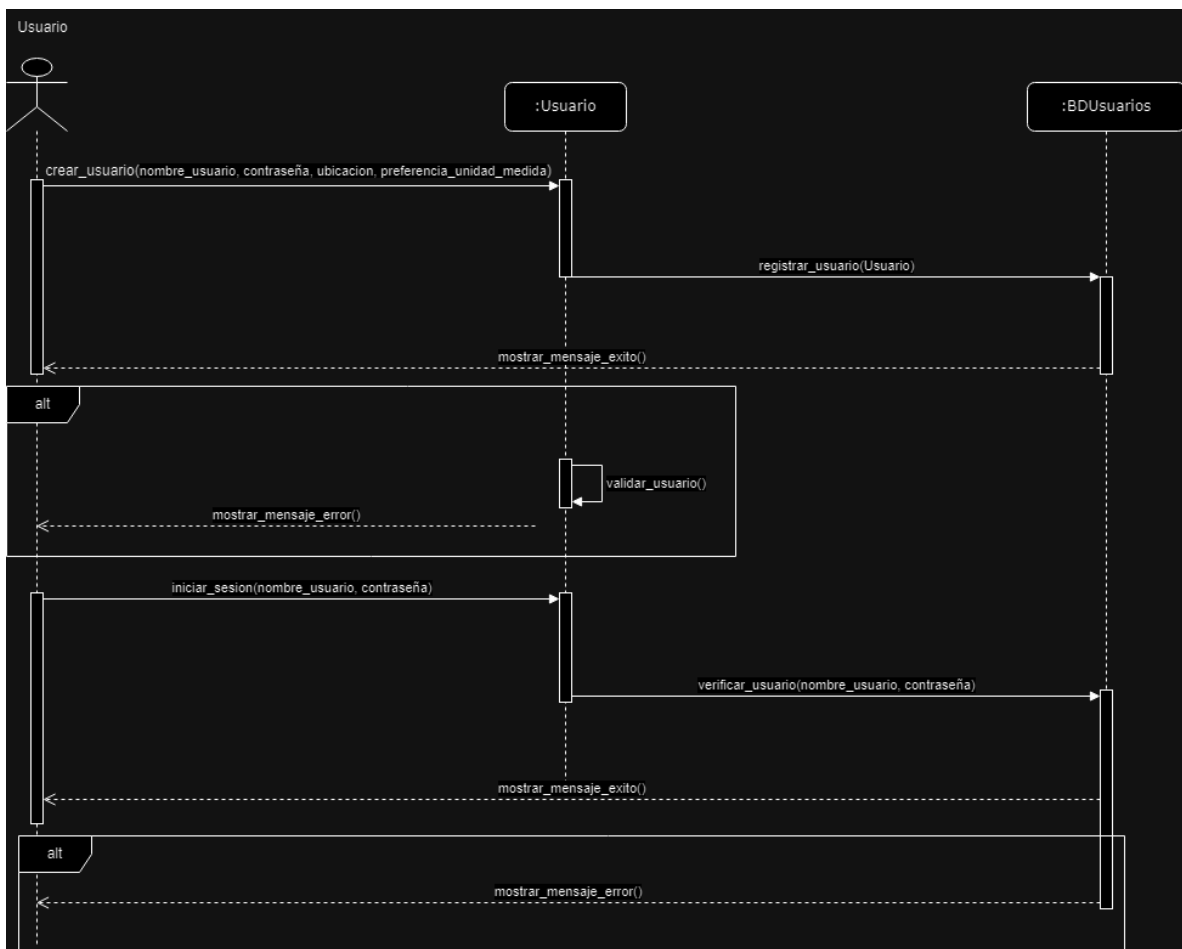 Usuario
:Usuario
:BDUsuarios
crear_usuario(nombre_usuario, contraseña, ubicacion, preferencia_unidad_medida)
registrar_usuario(Usuario)
mostrar_mensaje_exito()
alt
validar_usuario()
mostrar_mensaje_error()
iniciar_sesion(nombre_usuario, contraseña)
verificar_usuario(nombre_usuario, contraseña)
mostrar_mensaje_exito()
alt
mostrar_mensaje_error()